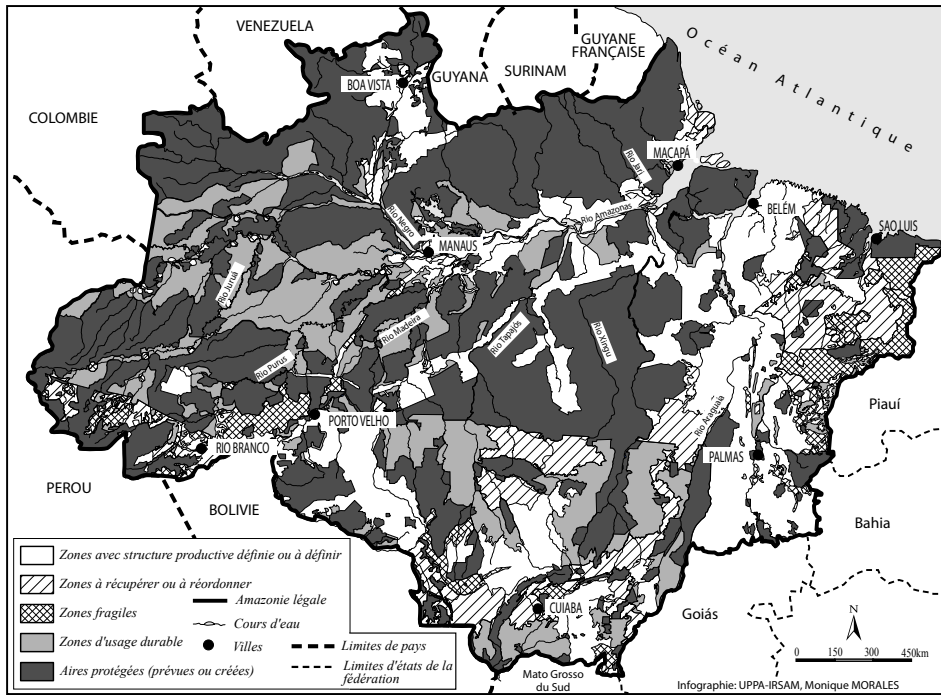 VENEZUELA
GUYANE
FRANÇAISE
Océan Atlantique
GUYANA
SURINAM
BOA VISTA
COLOMBIE
MACAPÁ
Rio Jari
Rio Negro
Rio Amazonas
BELÉM
SAO LUIS
MANAUS
Rio Juruá
Rio Madeira
Rio Tapajós
Rio Xingu
Rio Purus
Rio Araguaia
Piauí
PORTO VELHO
RIO BRANCO
PALMAS
PEROU
BOLIVIE
Bahia
Zones avec structure productive définie ou à définir
Zones à récupérer ou à réordonner
Zones fragiles
Zones d'usage durable
Aires protégées (prévues ou créées)
Amazonie légale
Cours d'eau
Villes
Limites de pays
Limites d'états de la
fédération
CUIABA
Goiás
Mato Grosso
du Sud
N
0 150 300 450km
Infographie: UPPA-IRSAM, Monique MORALES